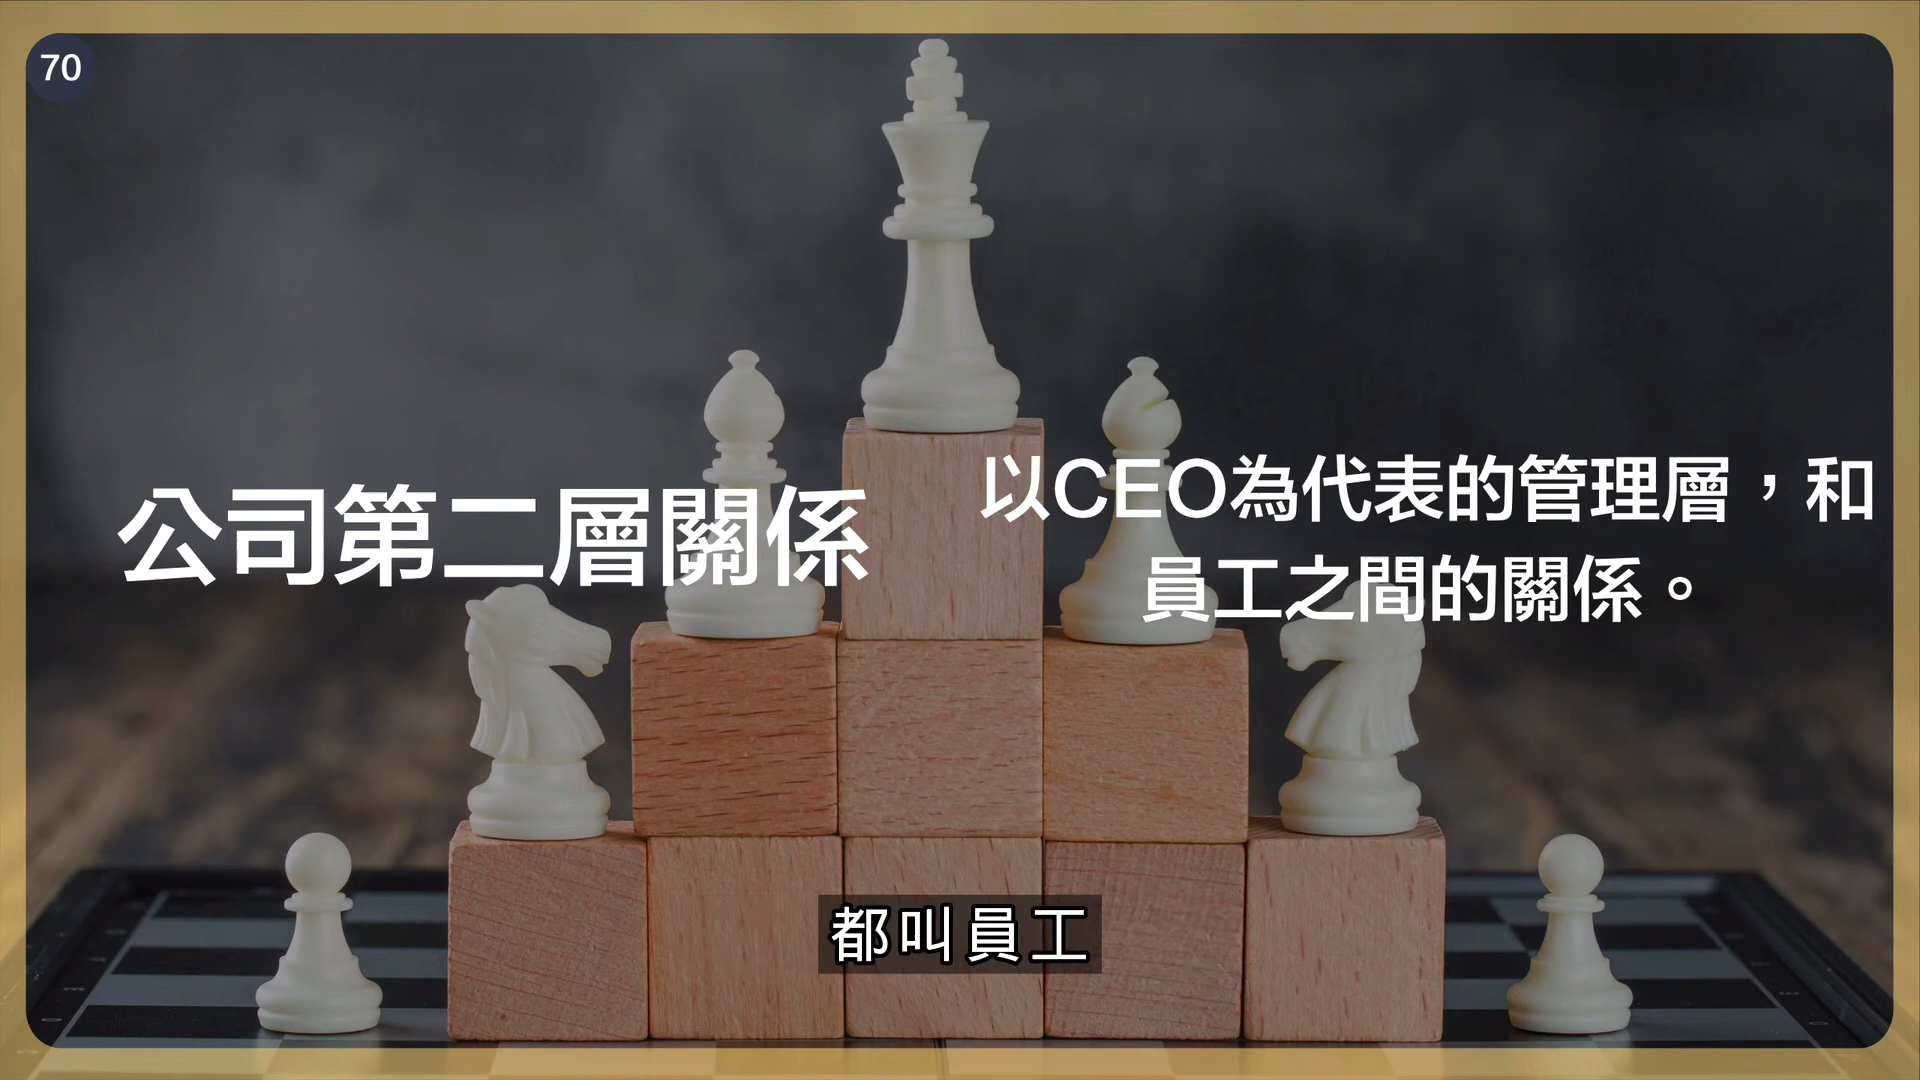 70
公司第二層關係
以CEO為代表的管理層，和
員工之間的關係。
都叫員工